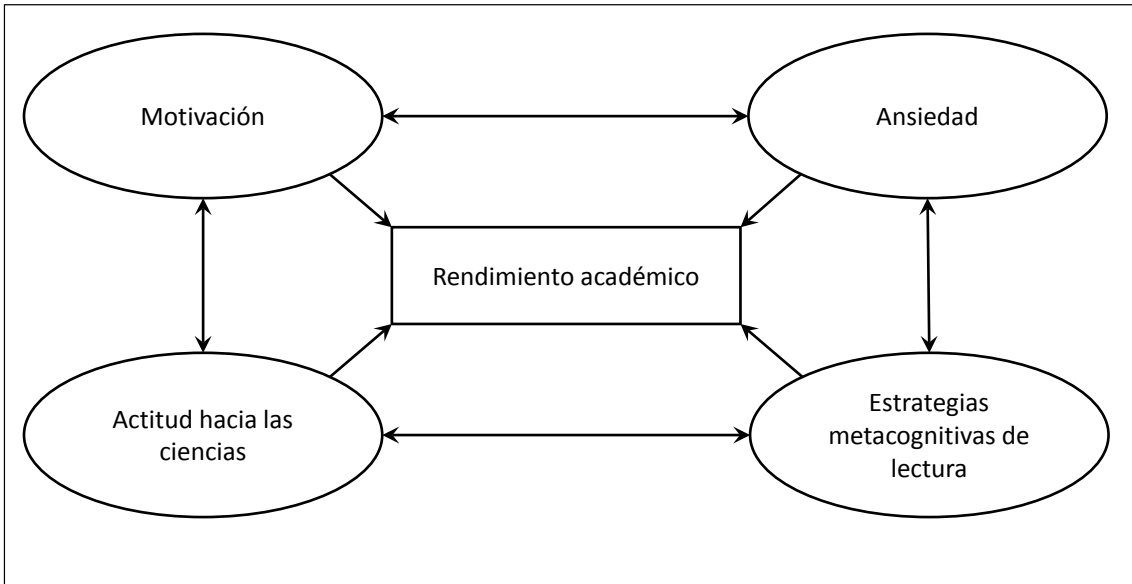 Motivación
Ansiedad
Rendimiento académico
Actitud hacia las
ciencias
Estrategias
metacognitivas de
lectura